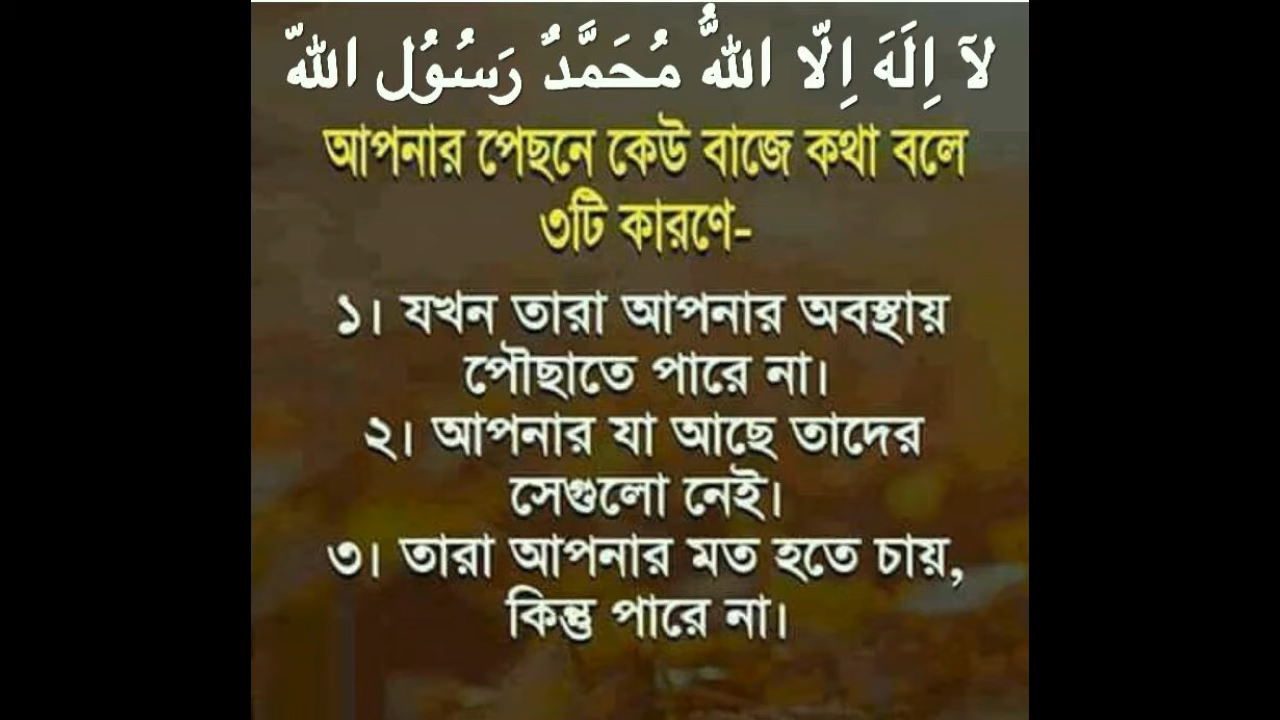 لآ اِلَهَ اِلّا اللهُ مُحَمَّدٌ رَسُوُل اللهّ
আপনার পেছনে কেউ বাজে কথা বলে
৩টি কারণে-
১। যখন তারা আপনার অবস্থায়
পৌছাতে পারে না।
২। আপনার যা আছে তাদের
সেগুলো নেই।
৩। তারা আপনার মত হতে চায়,
কিন্তু পারে না।